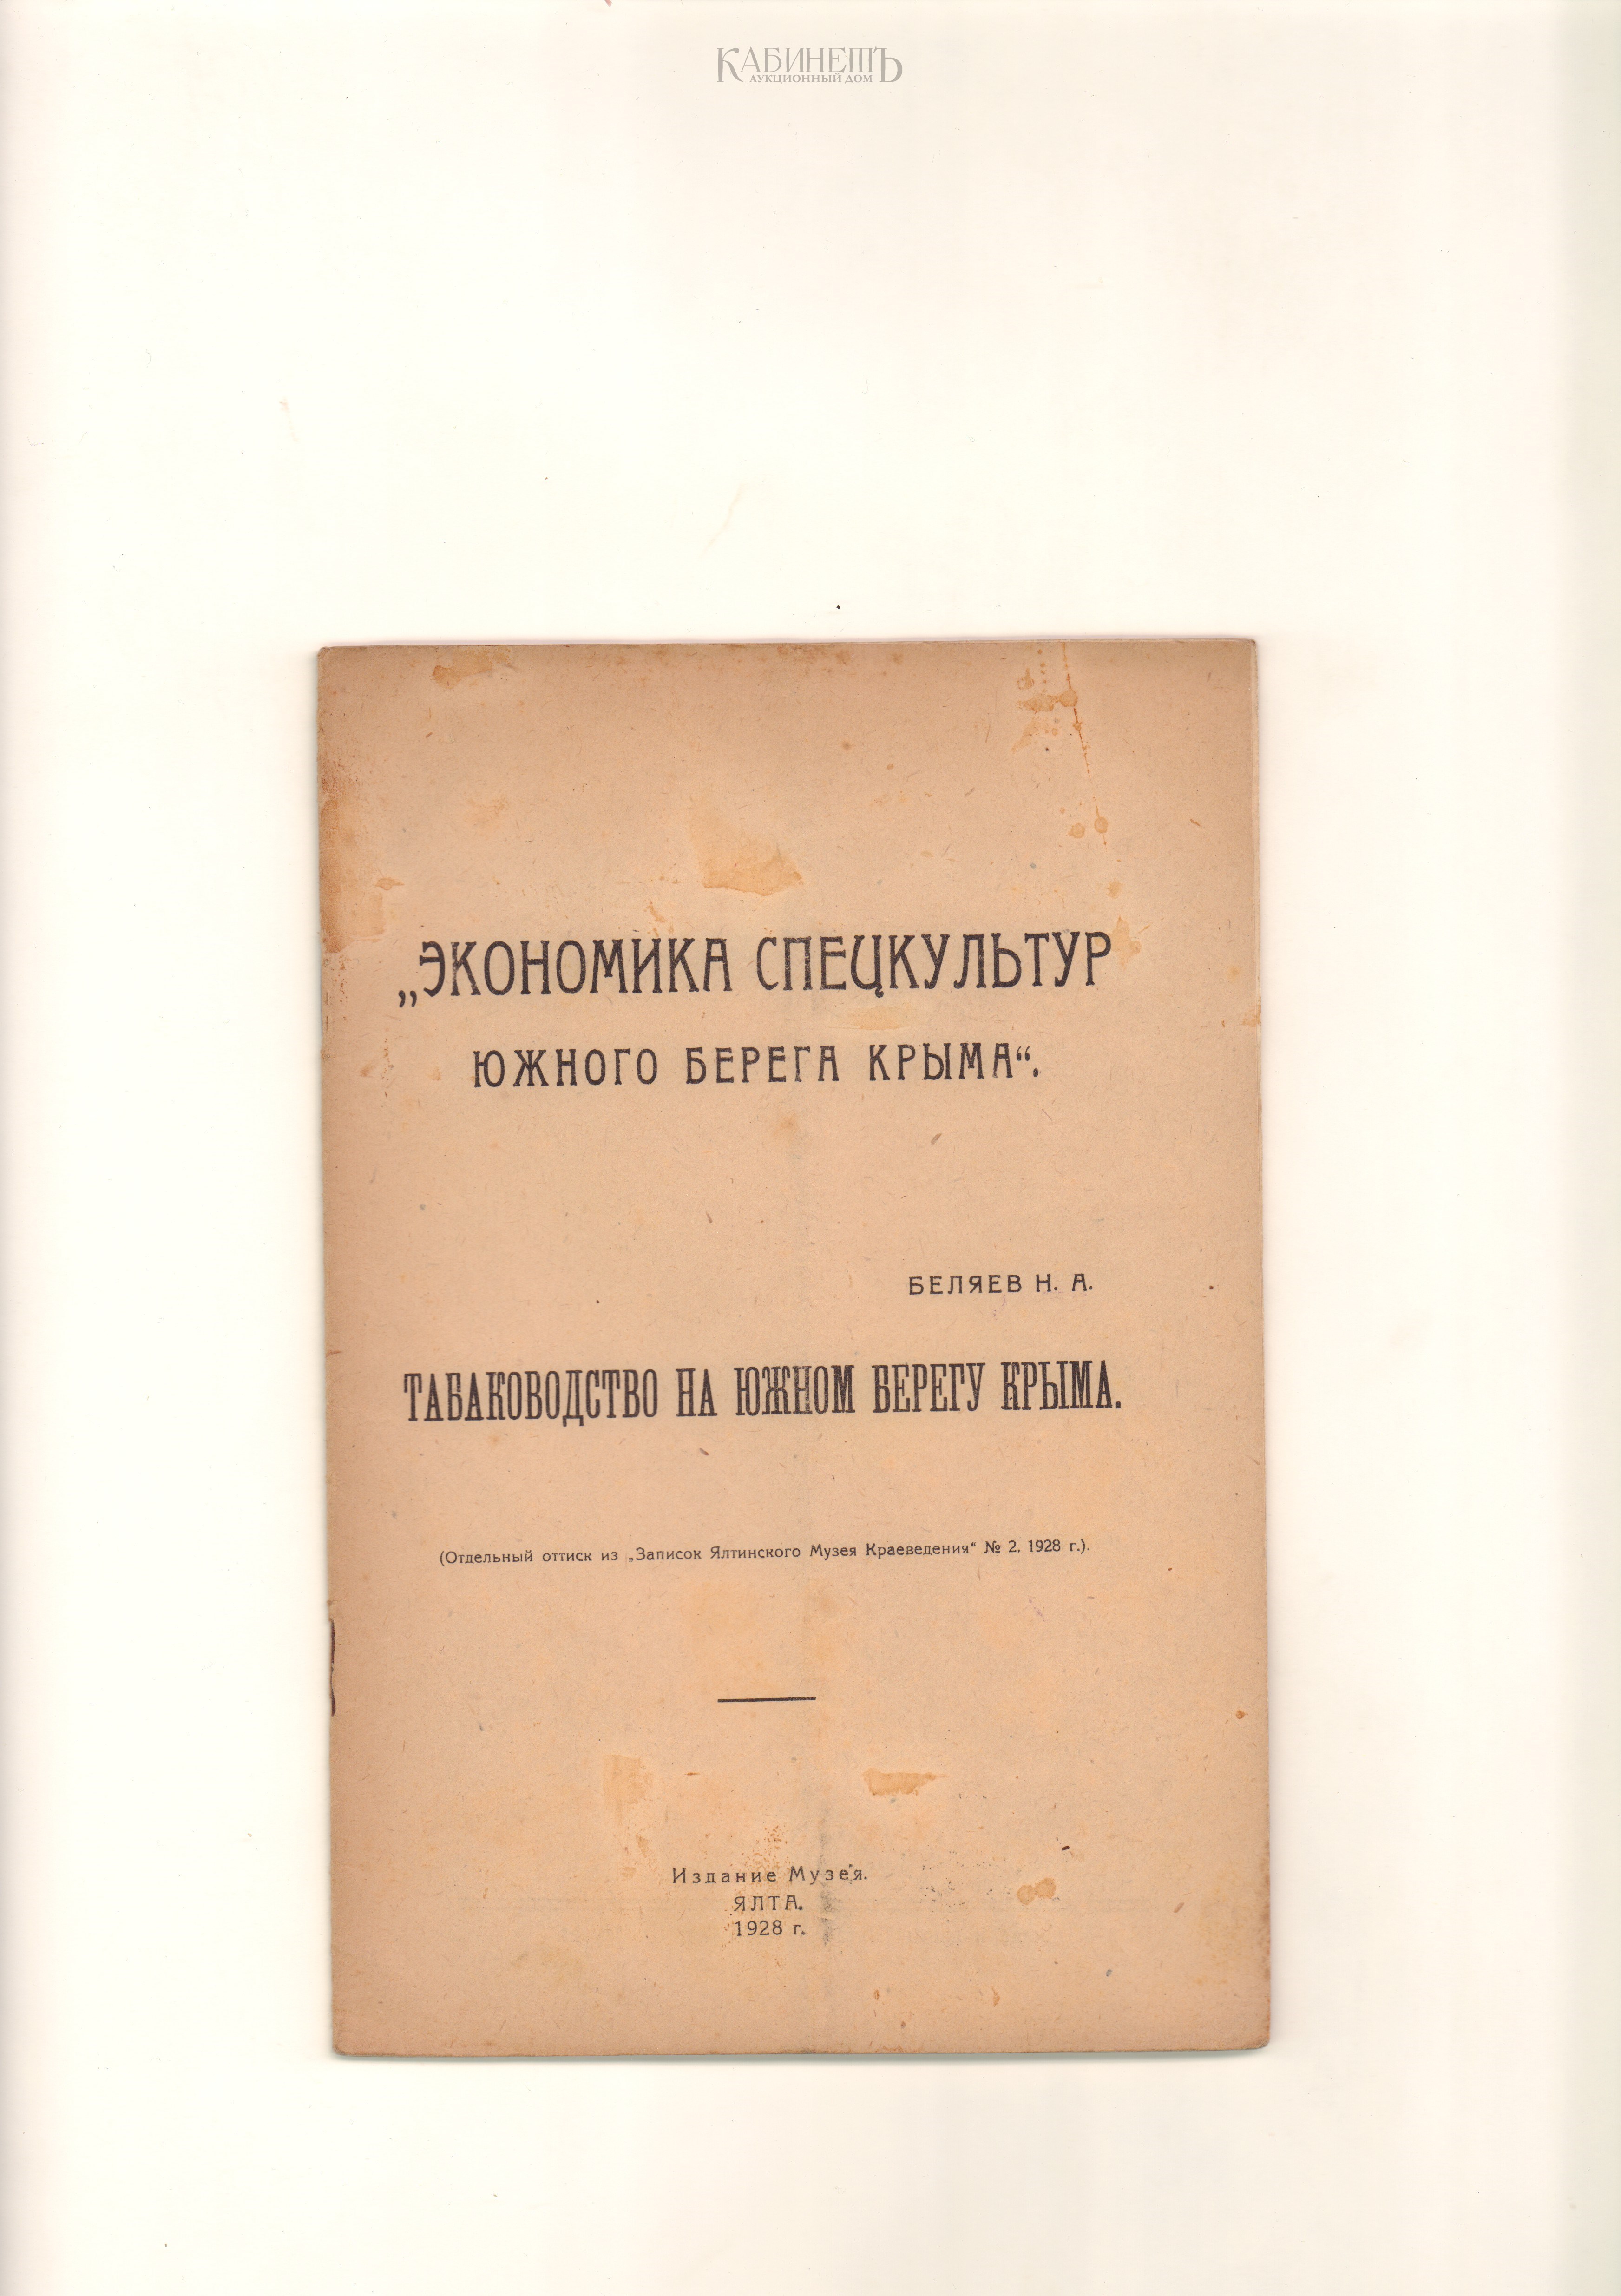 КАБИНЕТЪ
АУКЦИОННЫЙ ДОМ
„ЭКОНОМИКА СПЕЦКУЛЬТУР
ЮЖНОГО БЕРЕГА КРЫМА“.
БЕЛЯЕВ Н. А.
ТАБАКОВОДСТВО НА ЮЖНОМ БЕРЕГУ КРЫМА.
(Отдельный оттиск из „Записок Ялтинского Музея Краеведения“ № 2, 1928 г.).
Издание Музея.
ЯЛТА.
1928 г.